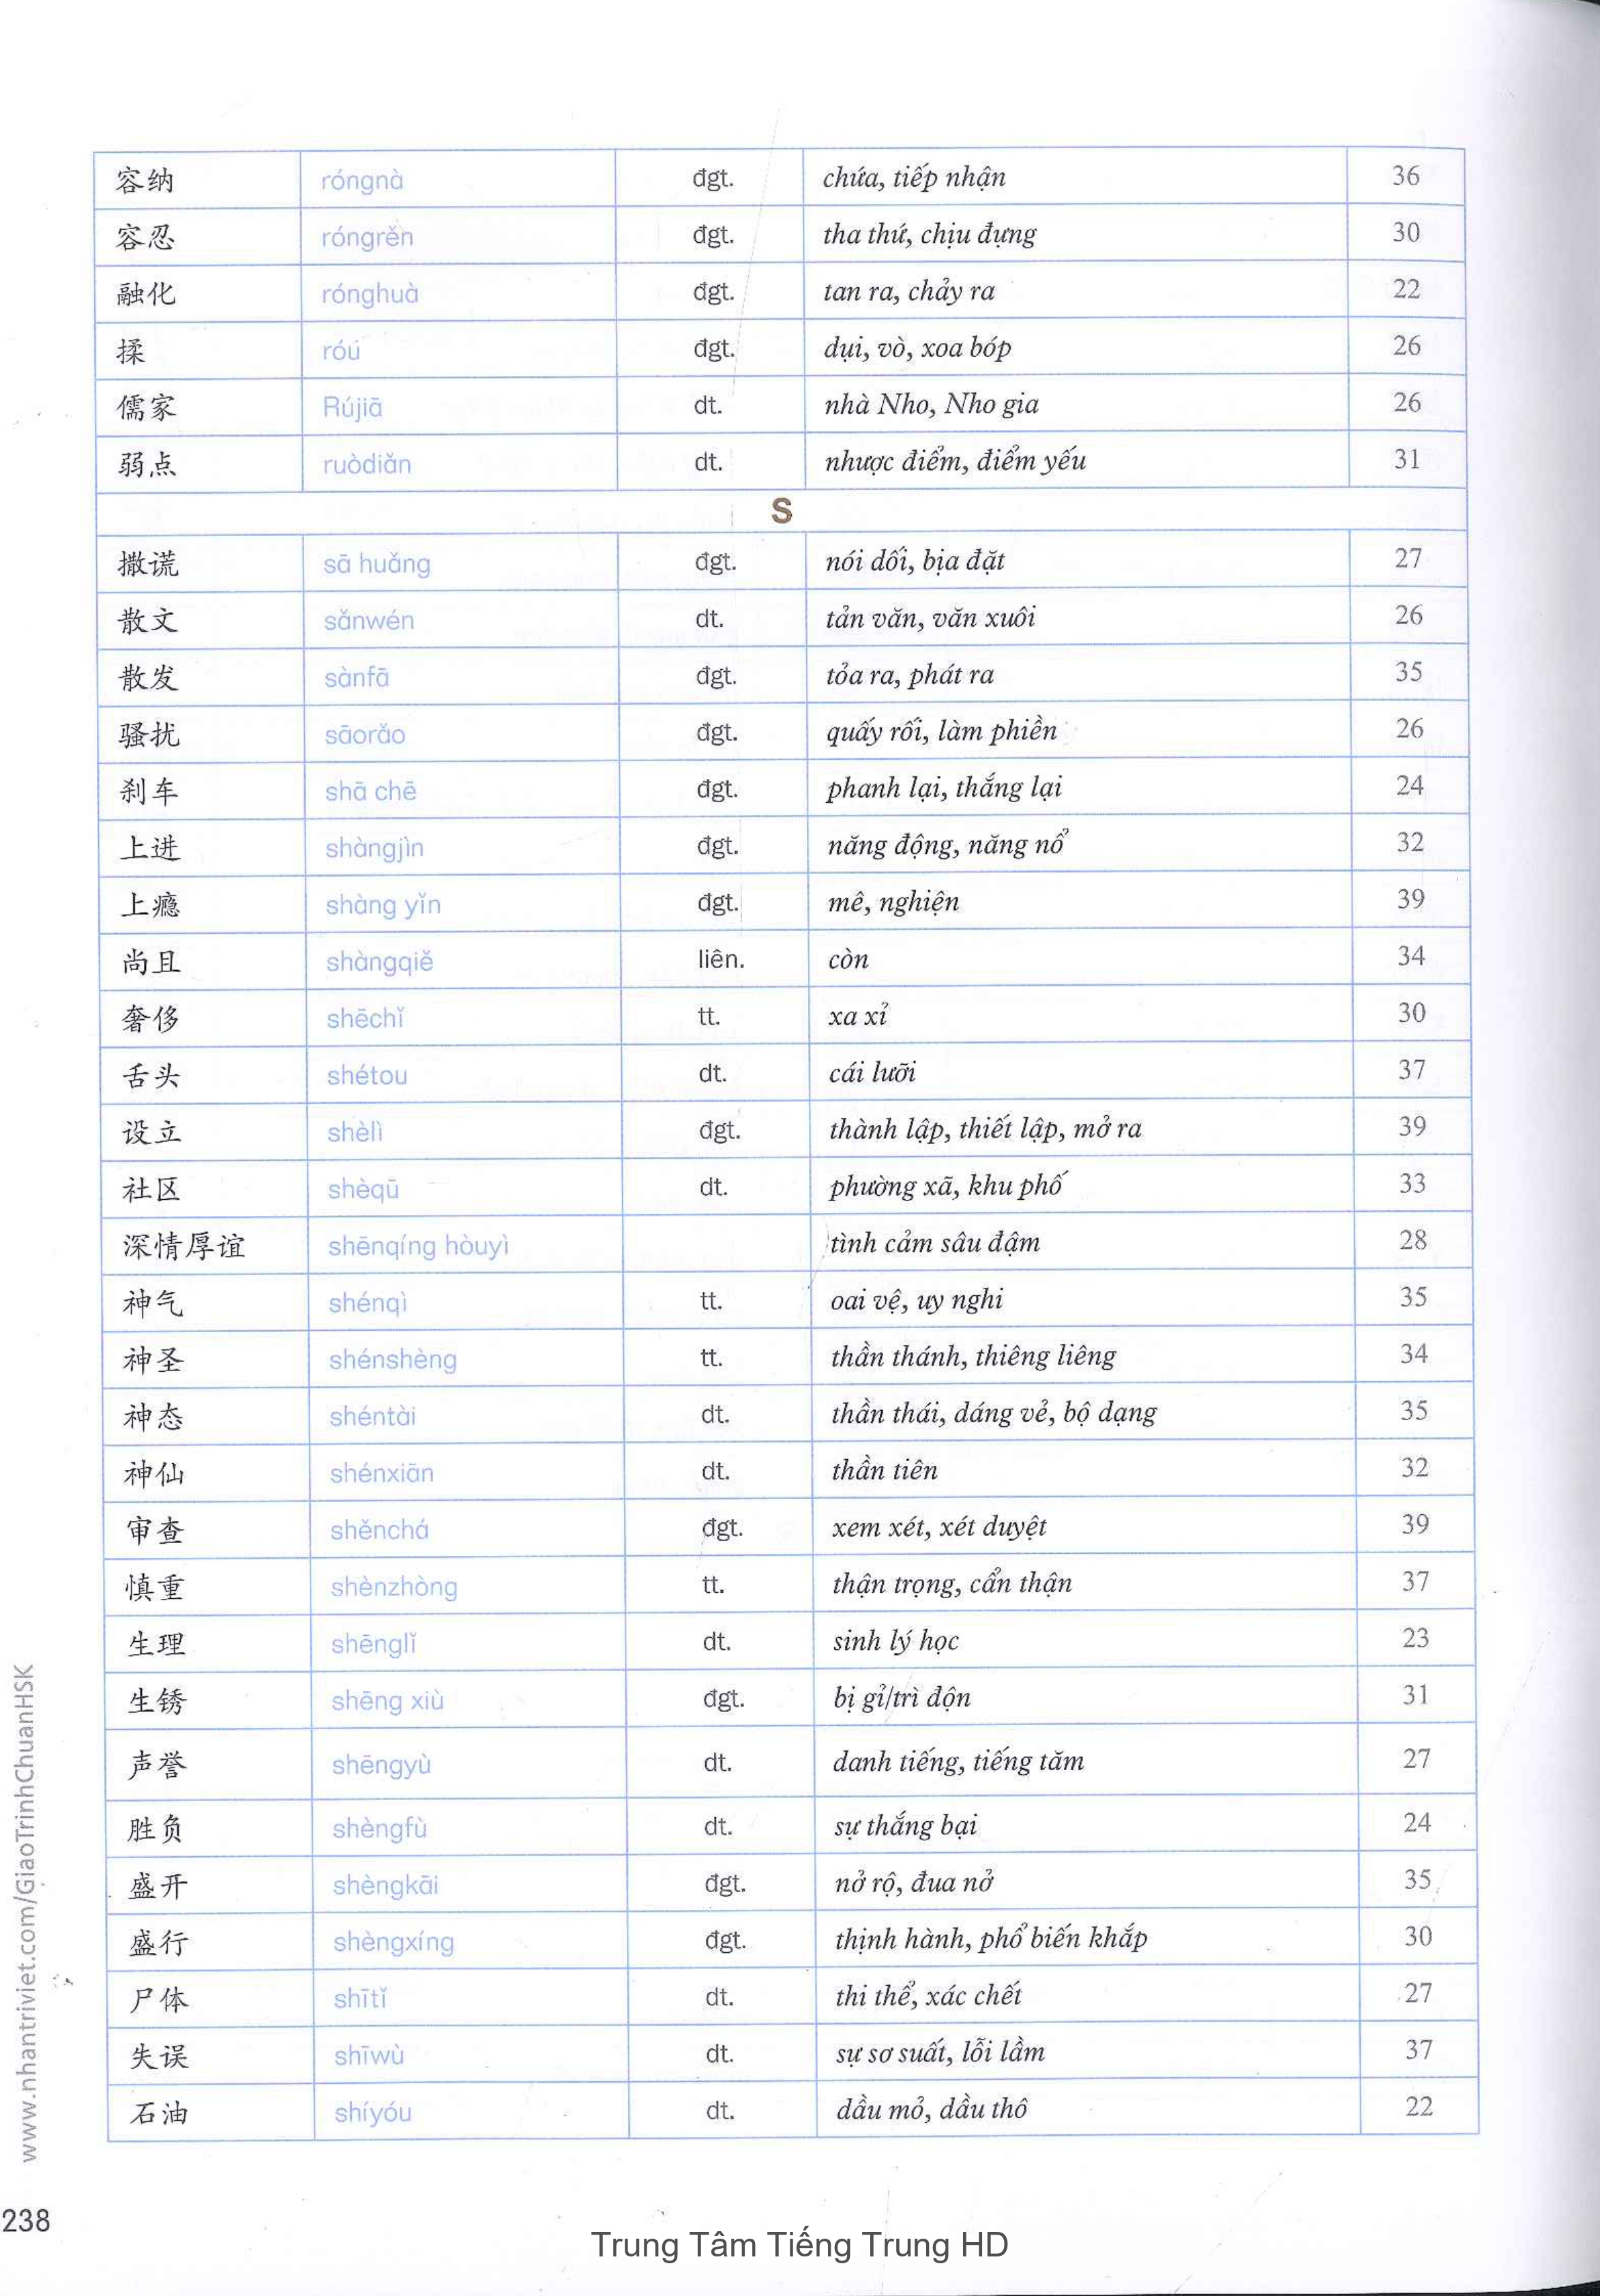 容纳 róngnà đgt. chứa, tiếp nhận 36
容忍 róngrěn đgt. tha thứ, chịu đựng 30
融化 rónghuà đgt. tan ra, chảy ra 22
揉 róu đgt. dụi, vò, xoa bóp 26
儒家 Rújiā dt. nhà Nho, Nho gia 26
弱点 ruòdiǎn dt. nhược điểm, điểm yếu 31
S
撒谎 sā huǎng đgt. nói dối, bịa đặt 27
散文 sǎnwén dt. tản văn, văn xuôi 26
散发 sànfā đgt. tỏa ra, phát ra 35
骚扰 sāorǎo đgt. quấy rối, làm phiền 26
刹车 shā chē đgt. phanh lại, thắng lại 24
上进 shàngjìn đgt. năng động, năng nổ 32
上瘾 shàng yǐn đgt. mê, nghiện 39
尚且 shàngqiě liên. còn 34
奢侈 shēchǐ tt. xa xỉ 30
舌头 shétou dt. cái lưỡi 37
设立 shèlì đgt. thành lập, thiết lập, mở ra 39
社区 shèqū dt. phường xã, khu phố 33
深情厚谊 shēnqíng hòuyì tình cảm sâu đậm 28
神气 shénqì tt. oai vệ, uy nghi 35
神圣 shénshèng tt. thần thánh, thiêng liêng 34
神态 shéntài dt. thần thái, dáng vẻ, bộ dạng 35
神仙 shénxiān dt. thần tiên 32
审查 shěnchá đgt. xem xét, xét duyệt 39
慎重 shènzhòng tt. thận trọng, cẩn thận 37
生理 shēnglǐ dt. sinh lý học 23
生锈 shēng xiù đgt. bị gỉ/trì độn 31
声誉 shēngyù dt. danh tiếng, tiếng tăm 27
胜负 shèngfù dt. sự thắng bại 24
盛开 shèngkāi đgt. nở rộ, đua nở 35
盛行 shèngxíng đgt. thịnh hành, phổ biến khắp 30
尸体 shītǐ dt. thi thể, xác chết 27
失误 shīwù dt. sự sơ suất, lỗi lầm 37
石油 shíyóu dt. dầu mỏ, dầu thô 22
www.nhantriviet.com/GiaoTrinhChuanHSK
238
Trung Tâm Tiếng Trung HD